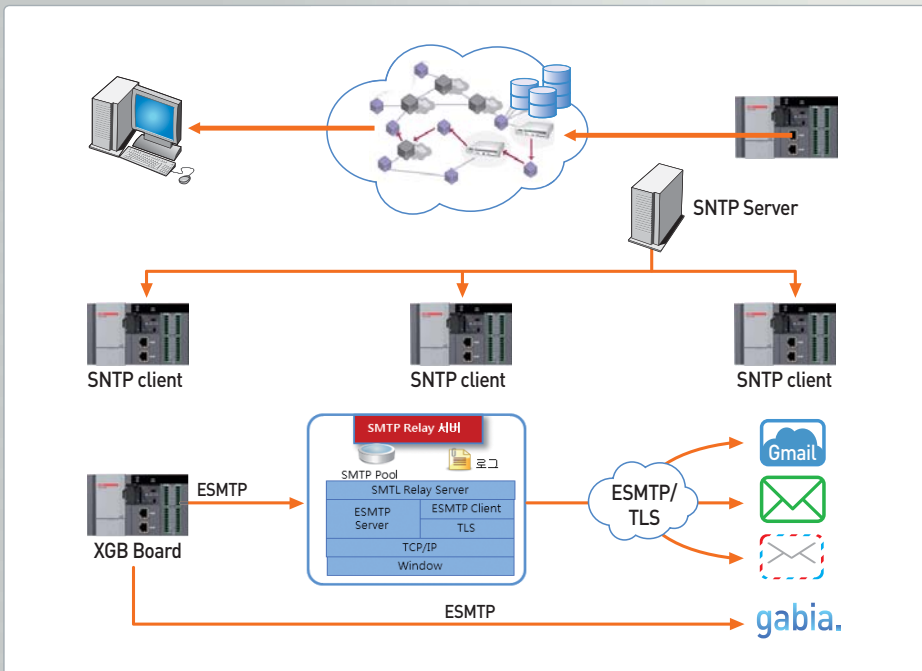 SNTP Server
SNTP client
SNTP client
SNTP client
SMTP Relay 서버
SMTP Pool
로그
SMTL Relay Server
ESMTP Server
ESMTP Client
TLS
TCP/IP
Window
ESMTP
XGB Board
ESMTP/
TLS
Gmail
ESMTP
gabia.